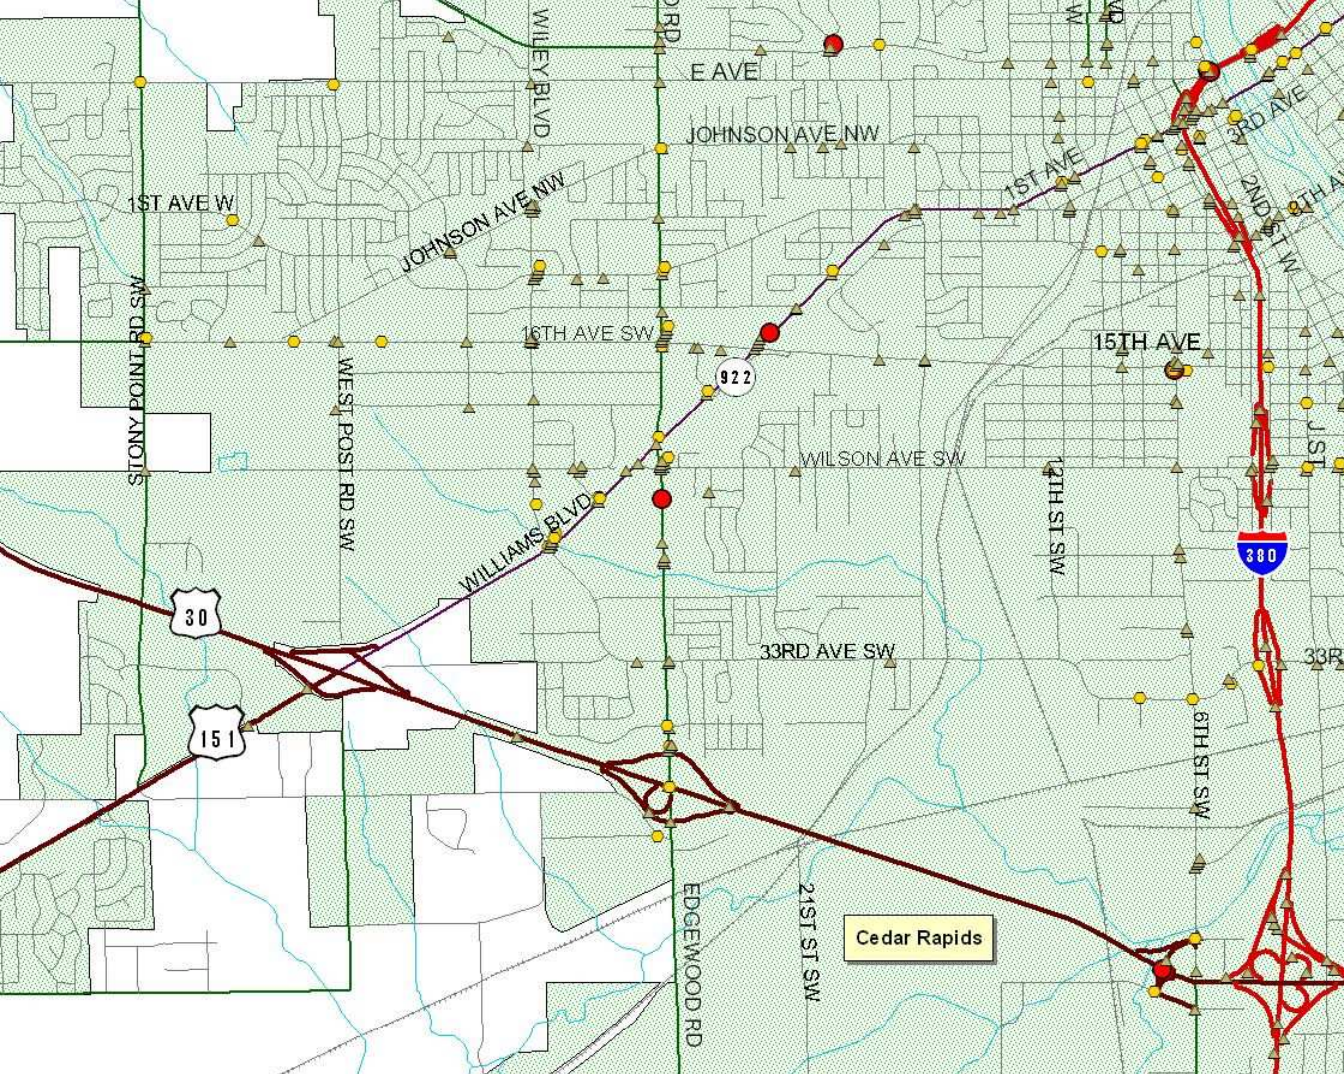 WILEY BLVD
E AVE
JOHNSON AVE NW
3RD AVE
1ST AVE
1ST AVE W
JOHNSON AVE NW
2ND ST W
STONY POINT RD SW
16TH AVE SW
15TH AVE
WEST POST RD SW
922
WILSON AVE SW
J ST
12TH ST SW
WILLIAMS BLVD
380
30
33RD AVE SW
33R
151
6TH ST SW
EDGEWOOD RD
21ST ST SW
Cedar Rapids